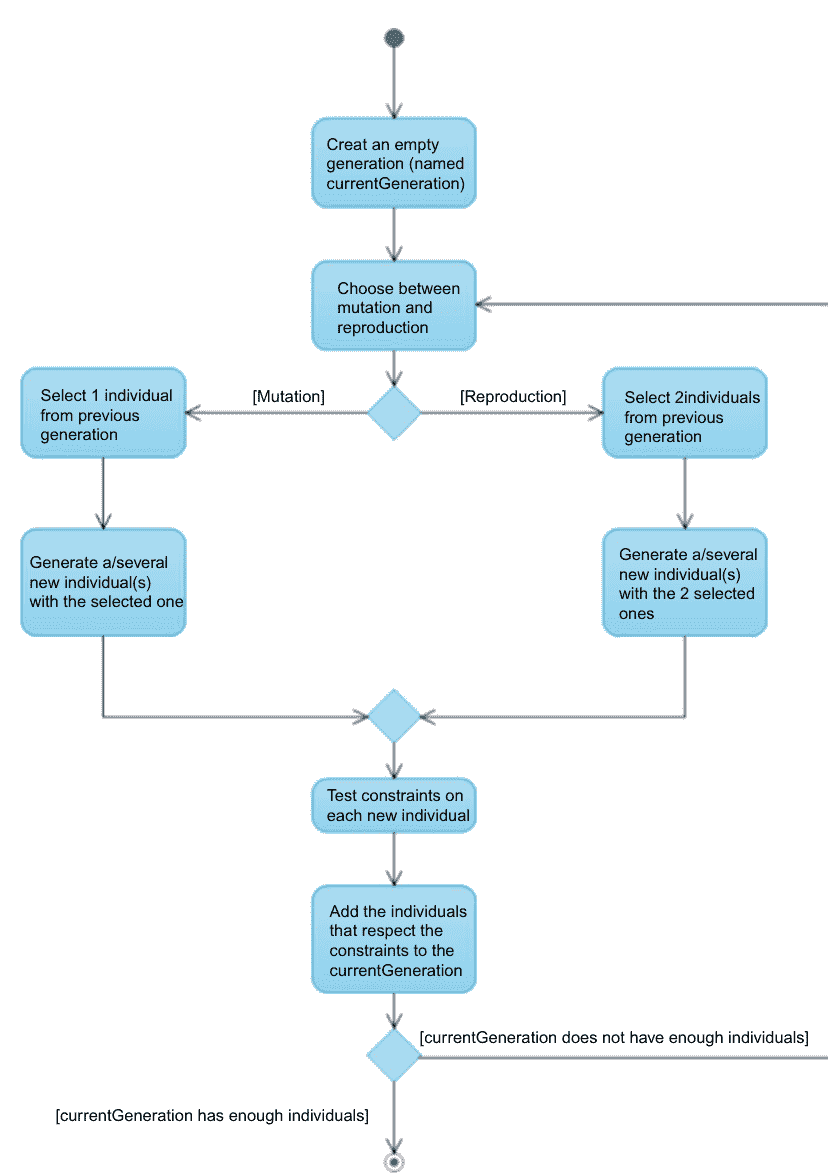 Creat an empty
generation (named
currentGeneration)
Choose between
mutation and
reproduction
[Mutation]
[Reproduction]
Select 1 individual
from previous
generation
Select 2individuals
from previous
generation
Generate a/several
new individual(s)
with the selected one
Generate a/several
new individual(s)
with the 2 selected
ones
Test constraints on
each new individual
Add the individuals
that respect the
constraints to the
currentGeneration
[currentGeneration does not have enough individuals]
[currentGeneration has enough individuals]